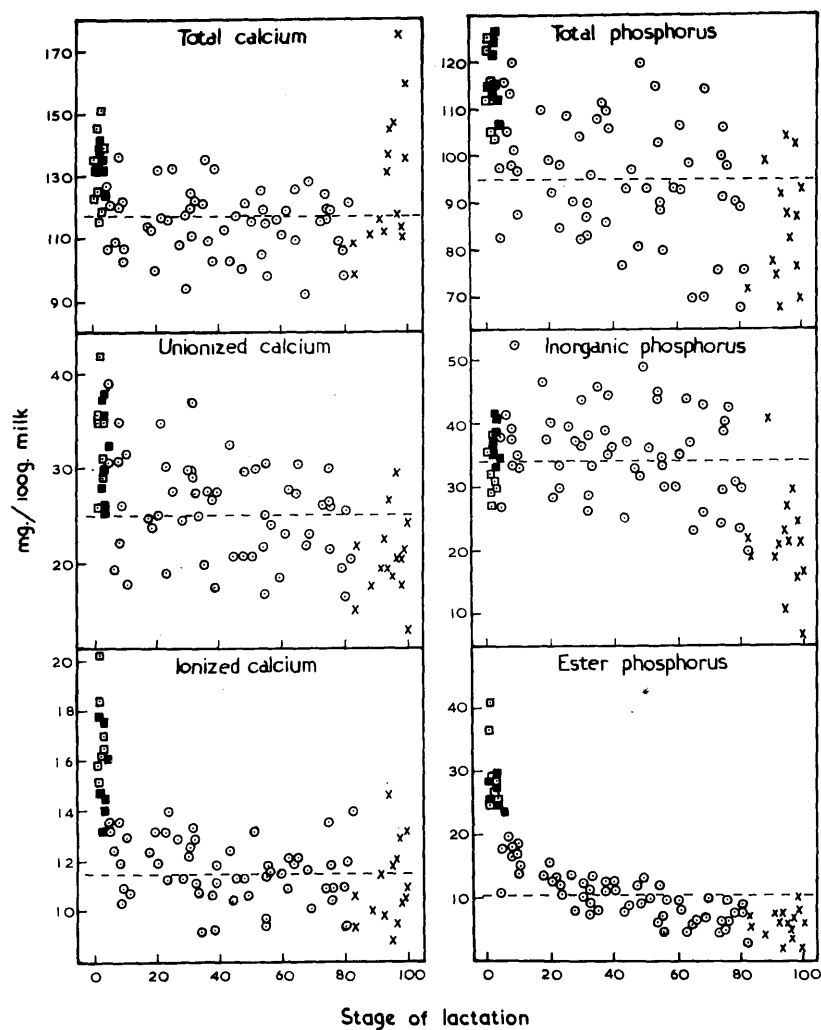 mg./100g. milk
Total calcium
170
150
130
110
90
Total phosphorus
120
110
100
90
80
70
Unionized calcium
40
30
20
Inorganic phosphorus
50
40
30
20
10
Ionized calcium
20
18
16
14
12
10
0 20 40 60 80 100
Ester phosphorus
40
30
20
10
0 20 40 60 80 100
Stage of lactation